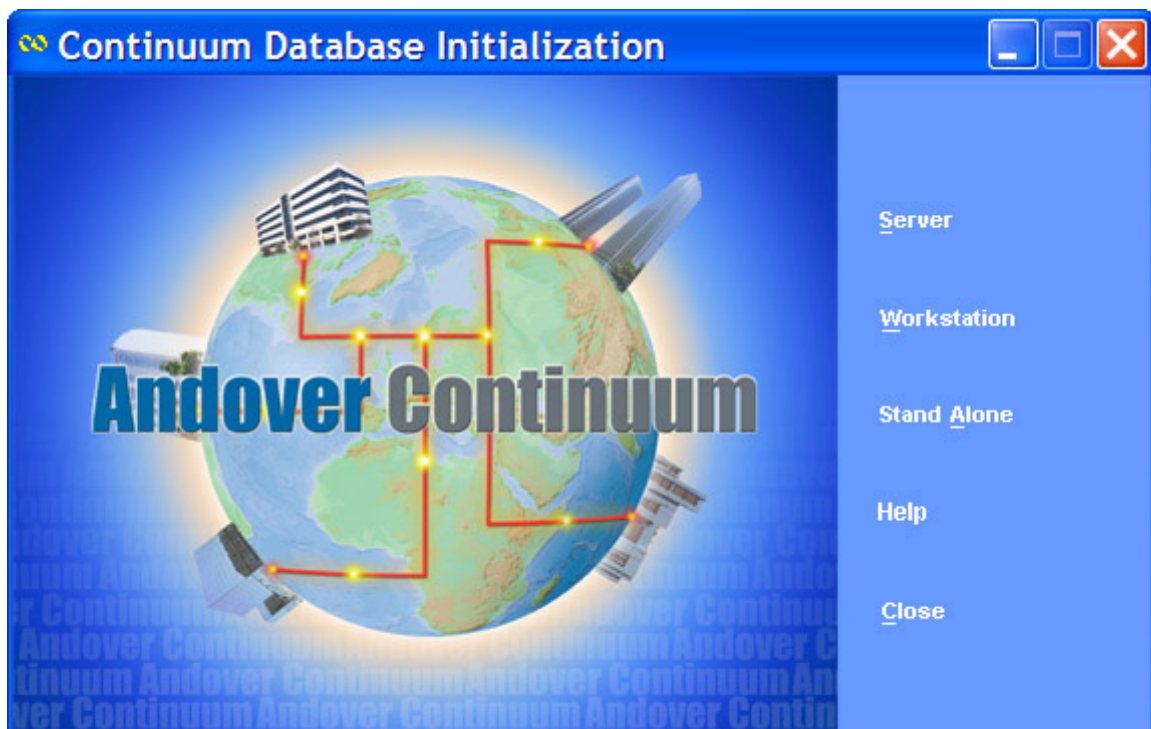 Continuum Database Initialization
Andover Continuum
Server
Workstation
Stand Alone
Help
Close